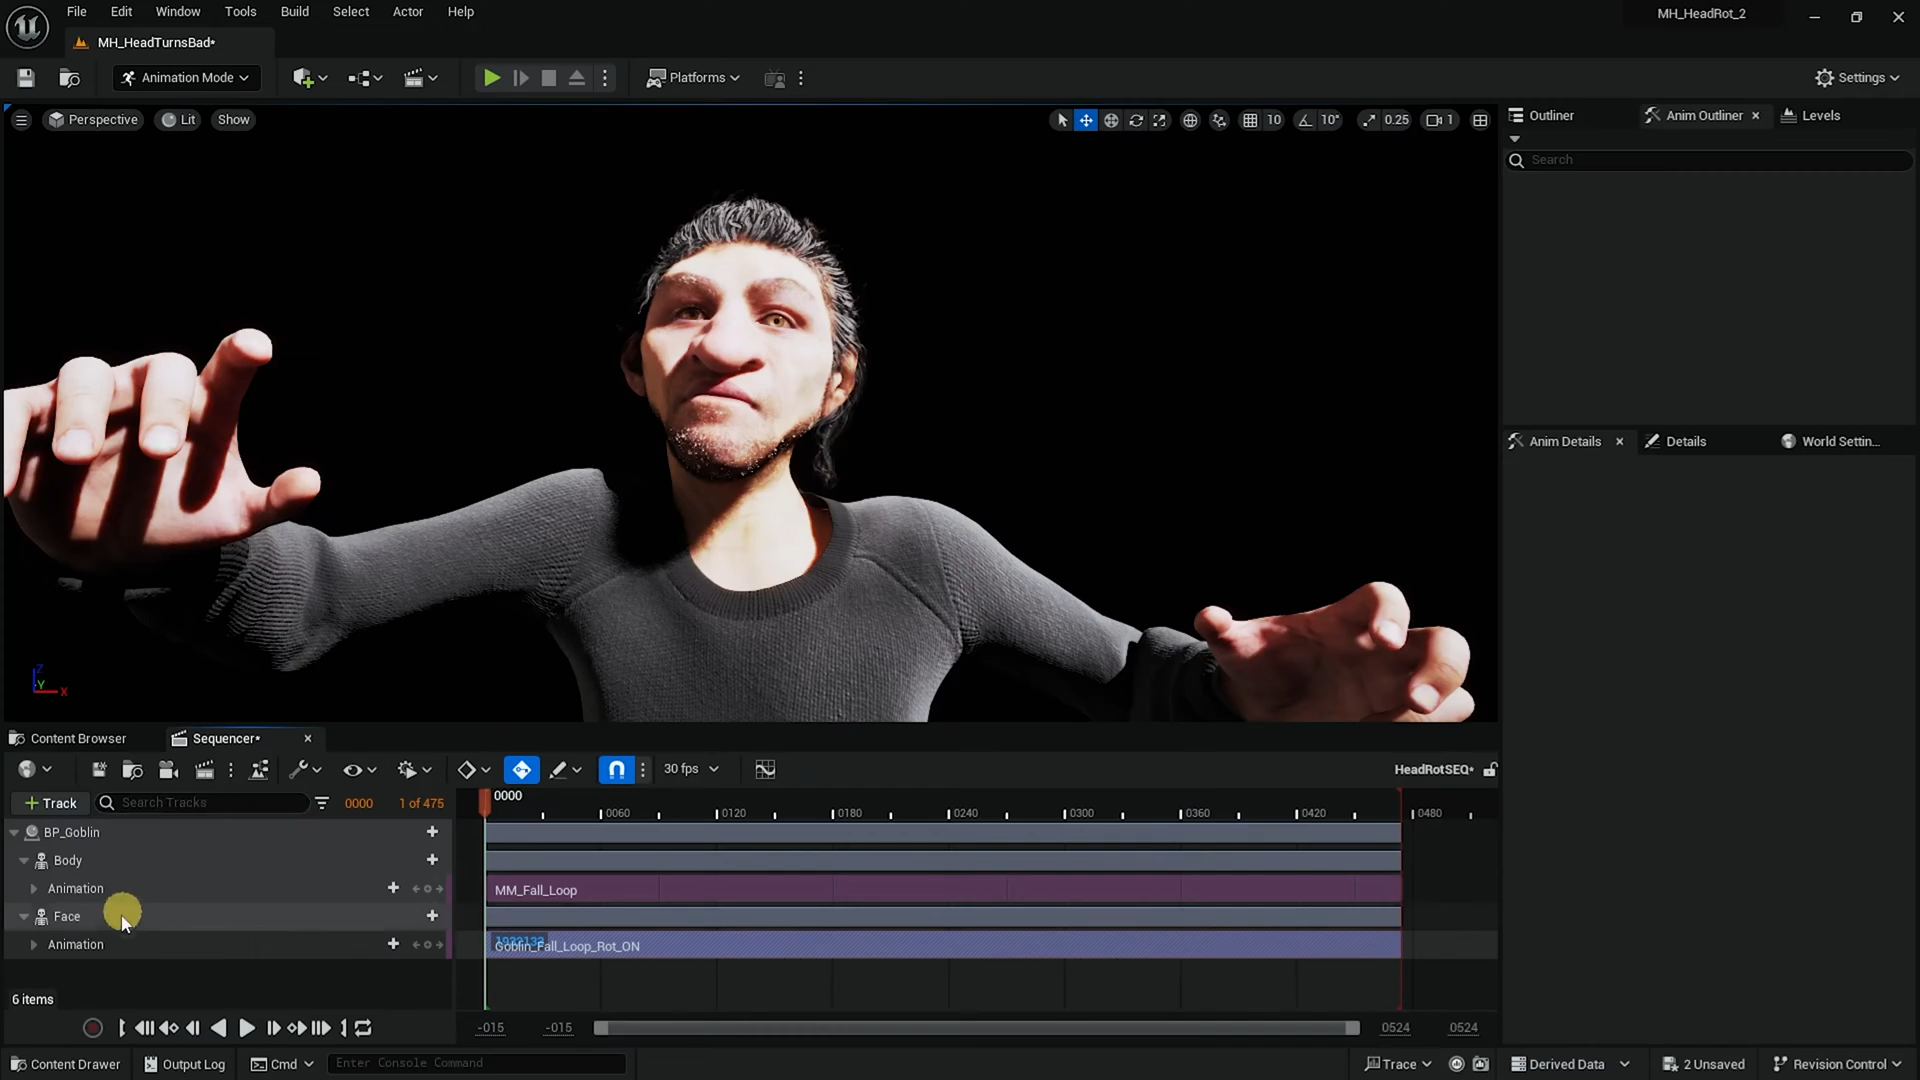 File Edit Window Tools Build Select Actor Help
MH_HeadRot_2
MH_HeadTurnsBad*
Animation Mode
Platforms
Settings
Perspective
Lit
Show
10
10°
0.25
1
Outliner
Anim Outliner
Levels
Search
Anim Details
Details
World Settin...
Z
Y
X
Content Browser
Sequencer*
30 fps
HeadRotSEQ*
+ Track
Search Tracks
0000
1 of 475
0000
0060
0120
0180
0240
0300
0360
0420
0480
BP_Goblin
Body
Animation
MM_Fall_Loop
Face
Animation
Goblin_Fall_Loop_Rot_ON
6 items
-015
-015
0524
0524
Content Drawer
Output Log
Cmd
Enter Console Command
Trace
Derived Data
2 Unsaved
Revision Control